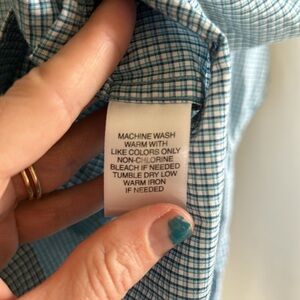 MACHINE WASH
WARM WITH
LIKE COLORS ONLY
NON-CHLORINE
BLEACH IF NEEDED
TUMBLE DRY LOW
WARM IRON
IF NEEDED